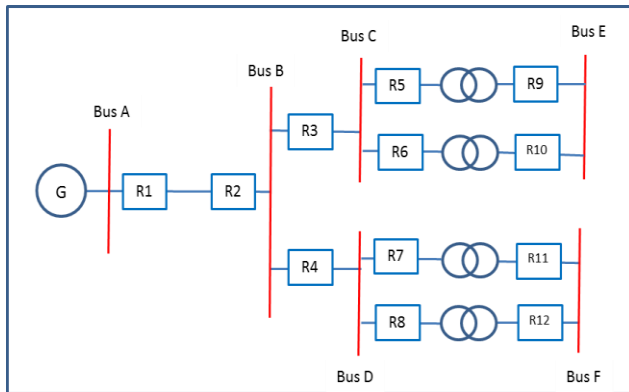 Bus A
Bus B
Bus C
Bus E
G
R1
R2
R3
R4
R5
R9
R6
R10
R7
R11
R8
R12
Bus D
Bus F